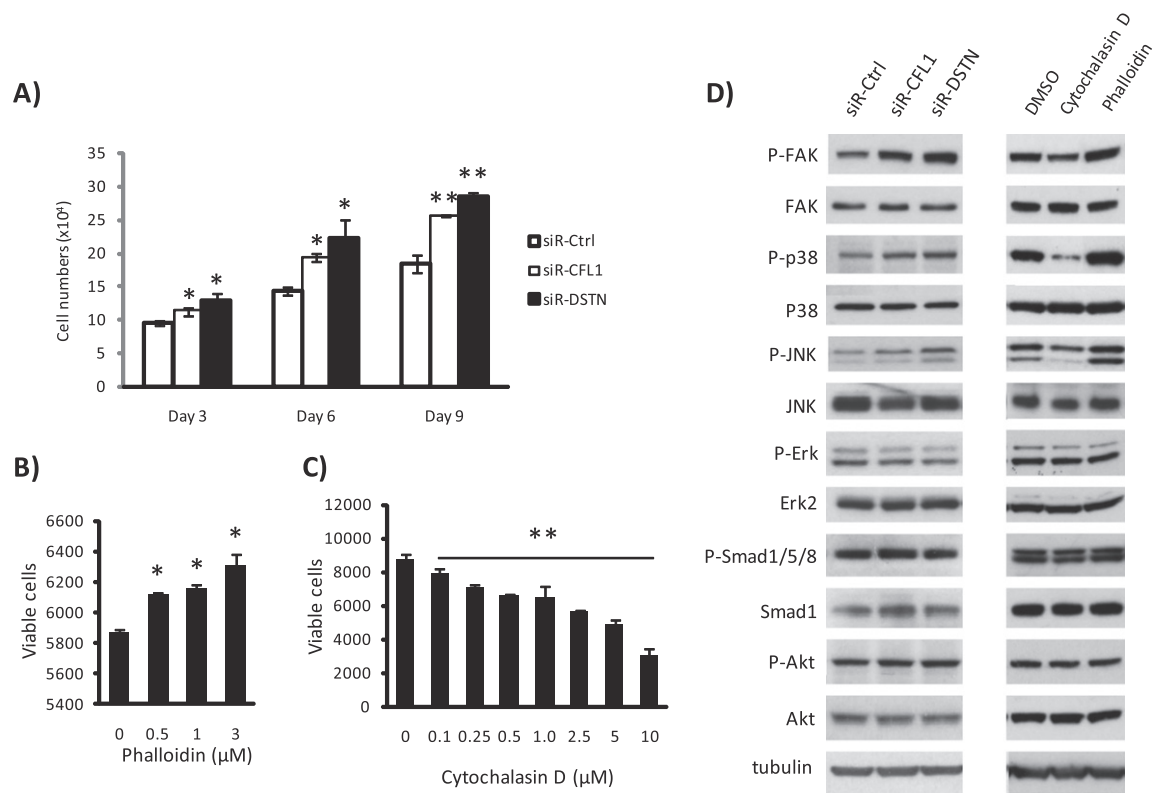 A)
Cell numbers (x10⁴)
35
30
25
20
15
10
5
0
* *
* *
** **
Day 3 Day 6 Day 9
siR-Ctrl
siR-CFL1
siR-DSTN
B)
Viable cells
6600
6400
6200
6000
5800
5600
5400
* * *
0 0.5 1 3
Phalloidin (μM)
C)
Viable cells
12000
10000
8000
6000
4000
2000
0
**
0 0.1 0.25 0.5 1.0 2.5 5 10
Cytochalasin D (μM)
D)
siR-Ctrl siR-CFL1 siR-DSTN DMSO Cytochalasin D Phalloidin
P-FAK
FAK
P-p38
P38
P-JNK
JNK
P-Erk
Erk2
P-Smad1/5/8
Smad1
P-Akt
Akt
tubulin